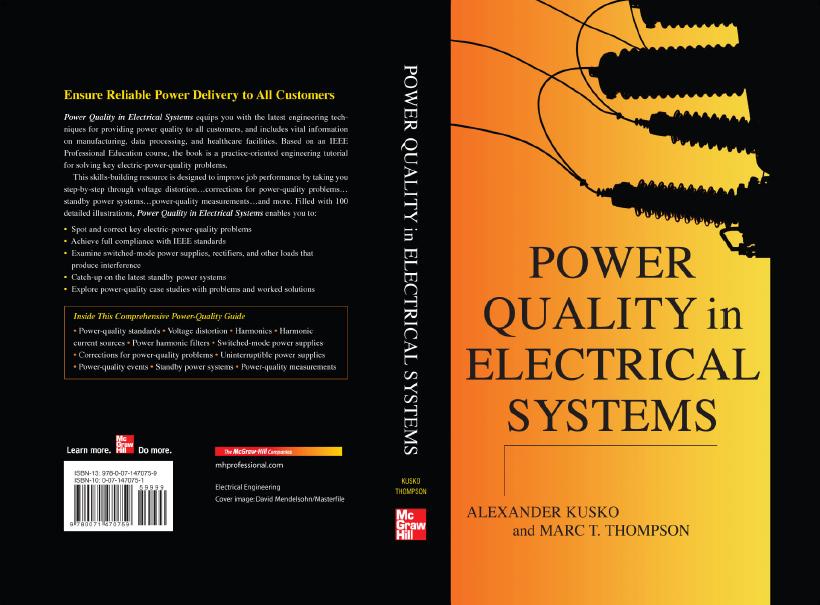 Ensure Reliable Power Delivery to All Customers
Power Quality in Electrical Systems equips you with the latest engineering tech-
niques for providing power quality to all customers, and includes vital information
on manufacturing, data processing, and healthcare facilities. Based on an IEEE
Professional Education course, the book is a practice-oriented engineering tutorial
for solving key electric-power-quality problems.
This skills-building resource is designed to improve job performance by taking you
step-by-step through voltage distortion…corrections for power-quality problems…
standby power systems…power-quality measurements…and more. Filled with 100
detailed illustrations, Power Quality in Electrical Systems enables you to:
• Spot and correct key electric-power-quality problems
• Achieve full compliance with IEEE standards
• Examine switched-mode power supplies, rectifiers, and other loads that
produce interference
• Catch-up on the latest standby power systems
• Explore power-quality case studies with problems and worked solutions
Inside This Comprehensive Power-Quality Guide
• Power-quality standards • Voltage distortion • Harmonics • Harmonic
current sources • Power harmonic filters • Switched-mode power supplies
• Corrections for power-quality problems • Uninterruptible power supplies
• Power-quality events • Standby power systems • Power-quality measurements
Learn more. Mc Graw Hill Do more.
ISBN-13: 978-0-07-147075-9
ISBN-10: 0-07-147075-1
5 9 9 9 9
9 780071 470759
The McGraw·Hill Companies
mhprofessional.com
Electrical Engineering
Cover image: David Mendelsohn/Masterfile
POWER QUALITY in ELECTRICAL SYSTEMS
KUSKO
THOMPSON
Mc
Graw
Hill
POWER
QUALITY in
ELECTRICAL
SYSTEMS
ALEXANDER KUSKO
and MARC T. THOMPSON